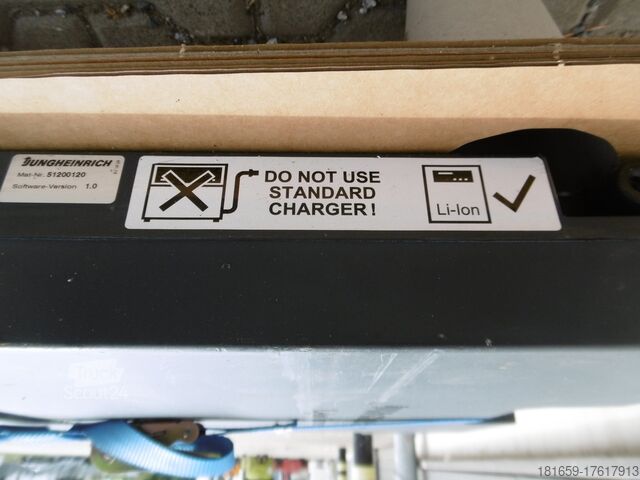 JUNGHEINRICH
Mat-Nr. 51200120
Software-Version 1.0
DO NOT USE
STANDARD
CHARGER!
Li-Ion
Truck
Scout24
181659-17617913